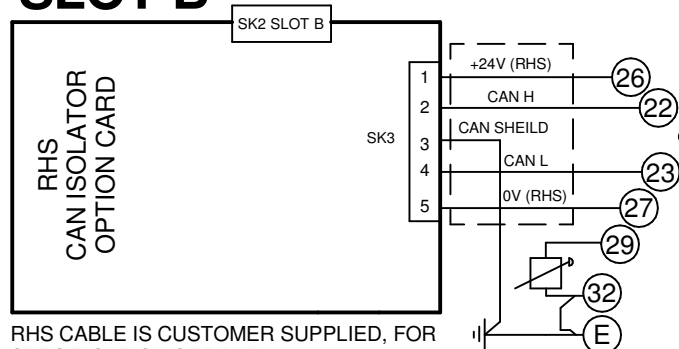 SLOT B
SK2 SLOT B
RHS
CAN ISOLATOR
OPTION CARD
SK3
1
2
3
4
5
+24V (RHS)
CAN H
CAN SHEILD
CAN L
0V (RHS)
26
22
23
27
29
32
E
RHS CABLE IS CUSTOMER SUPPLIED, FOR